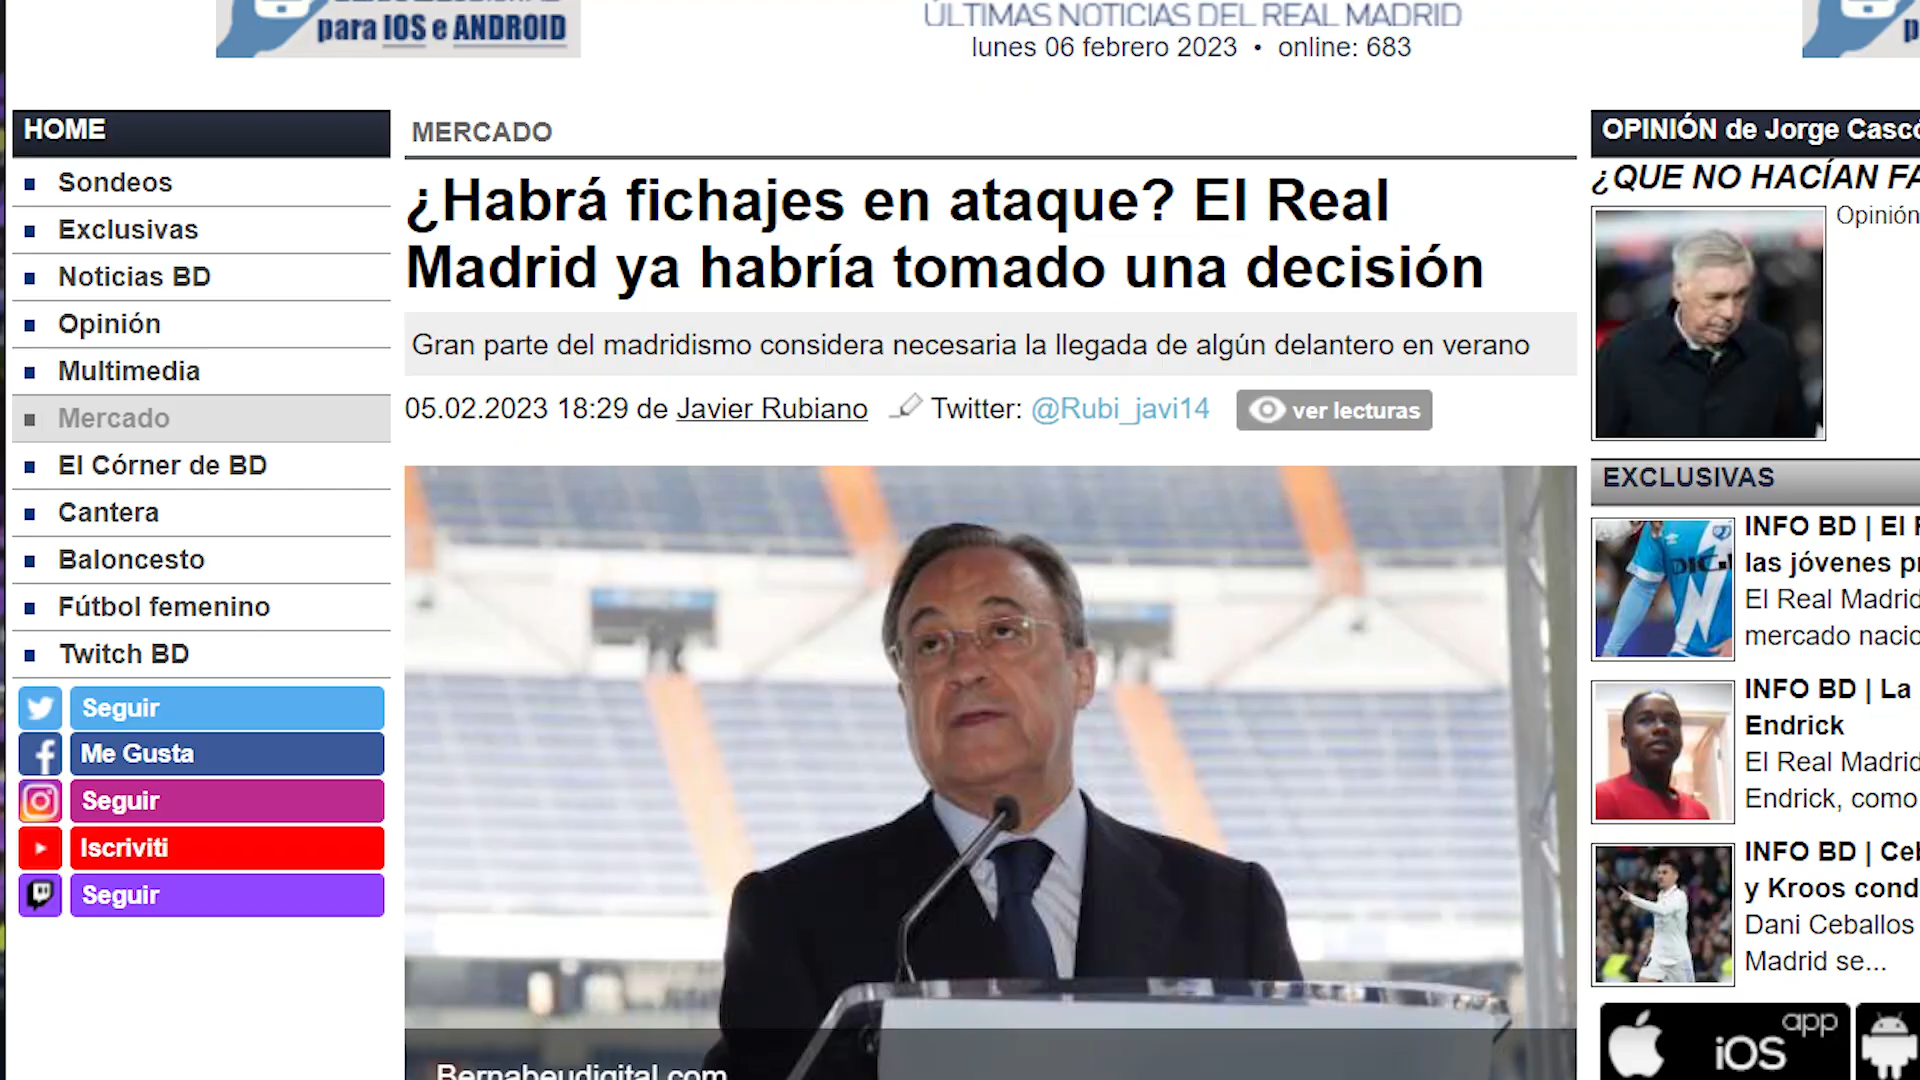 para IOS e ANDROID
ÚLTIMAS NOTICIAS DEL REAL MADRID
lunes 06 febrero 2023 • online: 683
HOME
Sondeos
Exclusivas
Noticias BD
Opinión
Multimedia
Mercado
El Córner de BD
Cantera
Baloncesto
Fútbol femenino
Twitch BD
Seguir
Me Gusta
Seguir
Iscriviti
Seguir
MERCADO
¿Habrá fichajes en ataque? El Real
Madrid ya habría tomado una decisión
Gran parte del madridismo considera necesaria la llegada de algún delantero en verano
05.02.2023 18:29 de Javier Rubiano Twitter: @Rubi_javi14 ver lecturas
Bernabeudigital.com
OPINIÓN de Jorge
¿QUE NO HACÍAN
Opinión
EXCLUSIVAS
INFO BD | El
las jóvenes
El Real Madrid
mercado
INFO BD | La
Endrick
El Real Madrid
Endrick, como
INFO BD |
y Kroos
Dani Ceballos
Madrid se...
app
iOS